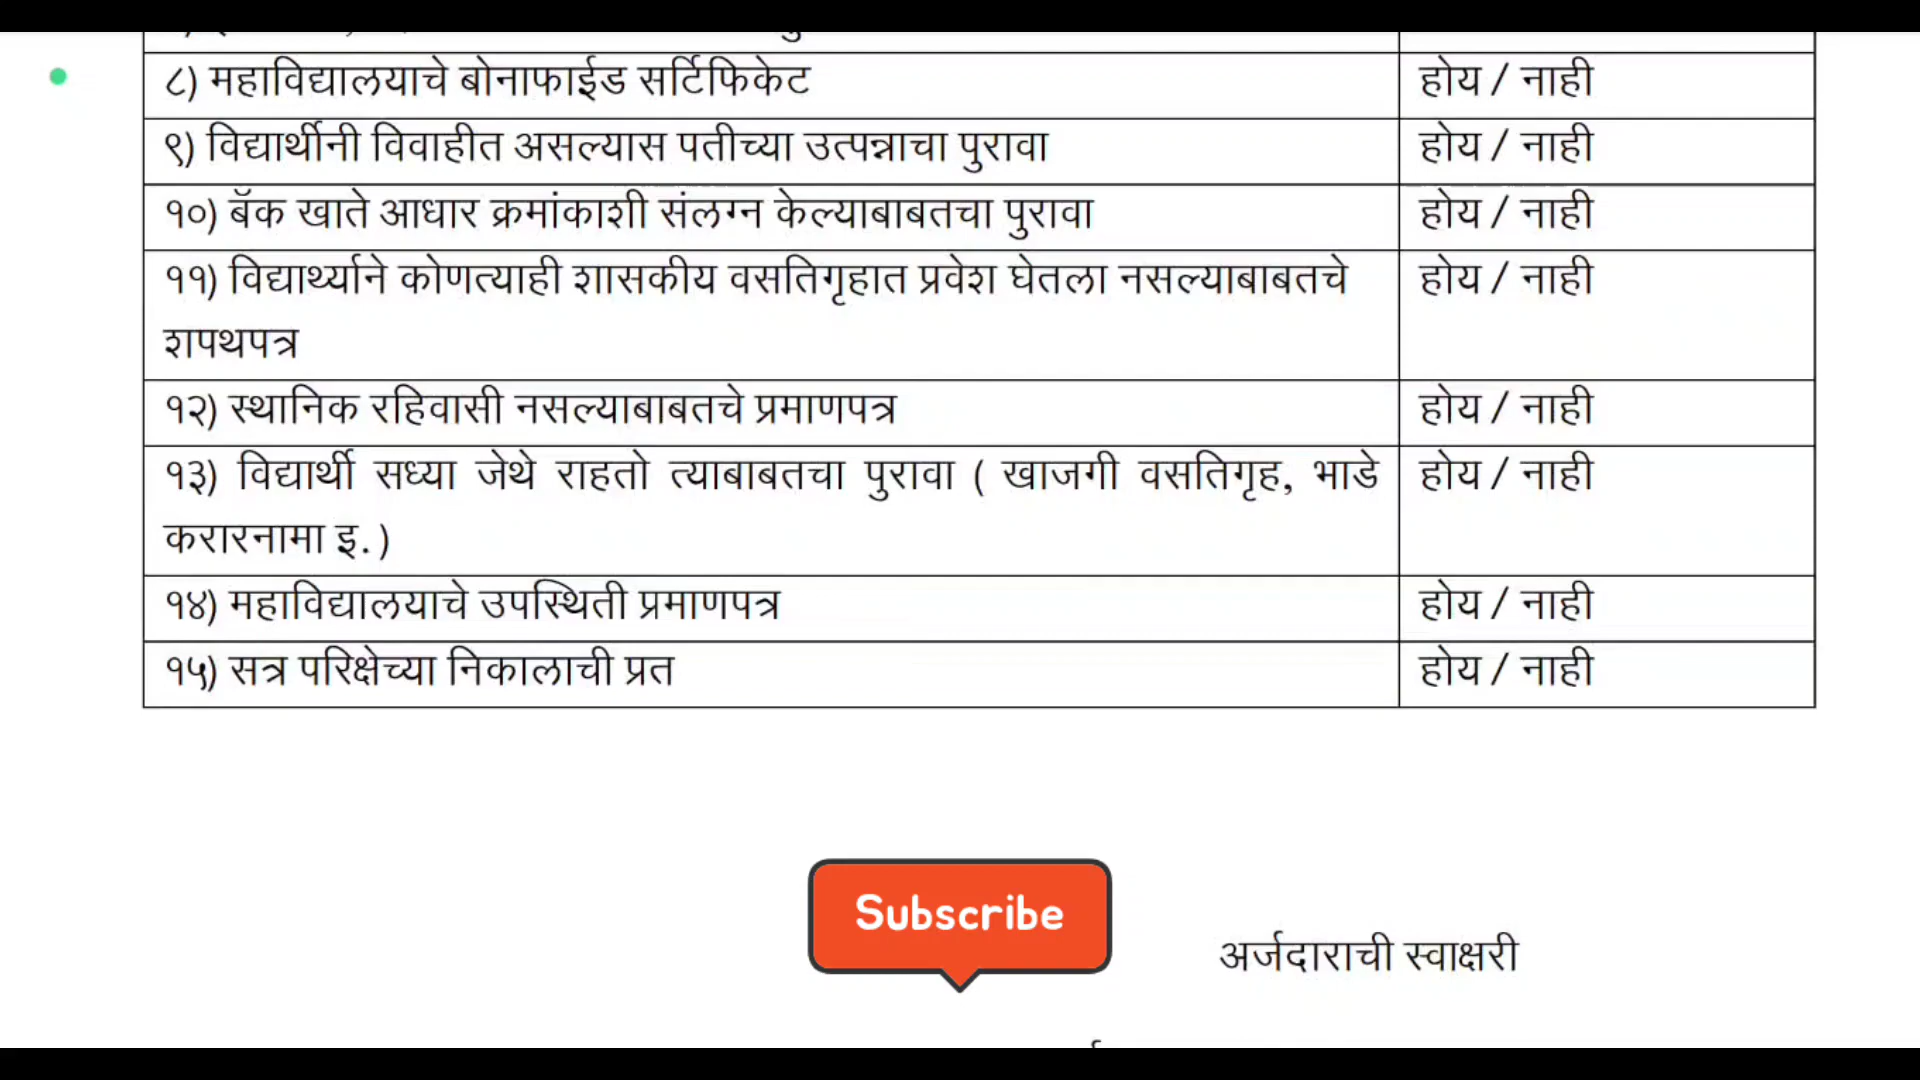 ८) महाविद्यालयाचे बोनाफाईड सर्टिफिकेट होय / नाही
९) विद्यार्थीनी विवाहीत असल्यास पतीच्या उत्पन्नाचा पुरावा होय / नाही
१०) बॅक खाते आधार क्रमांकाशी संलग्न केल्याबाबतचा पुरावा होय / नाही
११) विद्यार्थ्याने कोणत्याही शासकीय वसतिगृहात प्रवेश घेतला नसल्याबाबतचे होय / नाही
शपथपत्र
१२) स्थानिक रहिवासी नसल्याबाबतचे प्रमाणपत्र होय / नाही
१३) विद्यार्थी सध्या जेथे राहतो त्याबाबतचा पुरावा ( खाजगी वसतिगृह, भाडे होय / नाही
करारनामा इ. )
१४) महाविद्यालयाचे उपस्थिती प्रमाणपत्र होय / नाही
१५) सत्र परिक्षेच्या निकालाची प्रत होय / नाही
Subscribe
अर्जदाराची स्वाक्षरी